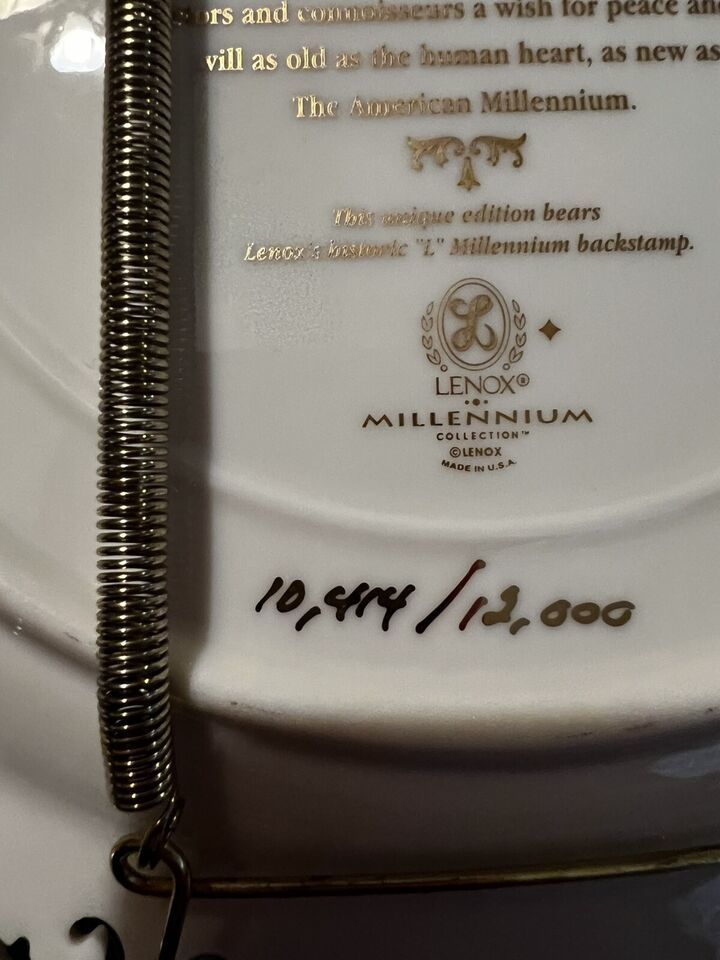 ors and connoisseurs a wish for peace and
will as old as the human heart, as new as
The American Millennium.
This unique edition bears
Lenox's historic "L" Millennium backstamp.
L
LENOX®
MILLENNIUM
COLLECTION™
©LENOX
MADE IN U.S.A.
10,414/12,000